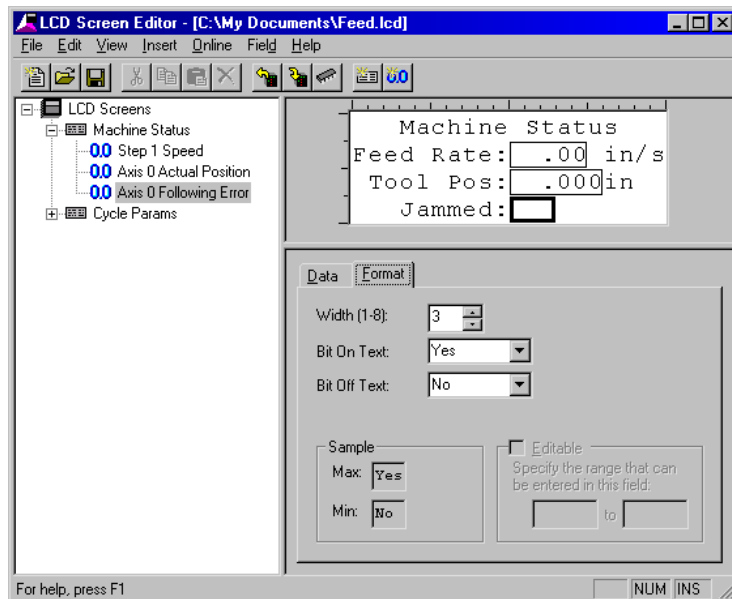 LCD Screen Editor - [C:\My Documents\Feed.lcd]
File Edit View Insert Online Field Help
0.0
LCD Screens
Machine Status
0.0 Step 1 Speed
0.0 Axis 0 Actual Position
0.0 Axis 0 Following Error
Cycle Params
Machine Status
Feed Rate: .00 in/s
Tool Pos: .000in
Jammed:
Data Format
Width (1-8): 3
Bit On Text: Yes
Bit Off Text: No
Sample
Max: Yes
Min: No
Editable
Specify the range that can
be entered in this field:
to
For help, press F1
NUM INS